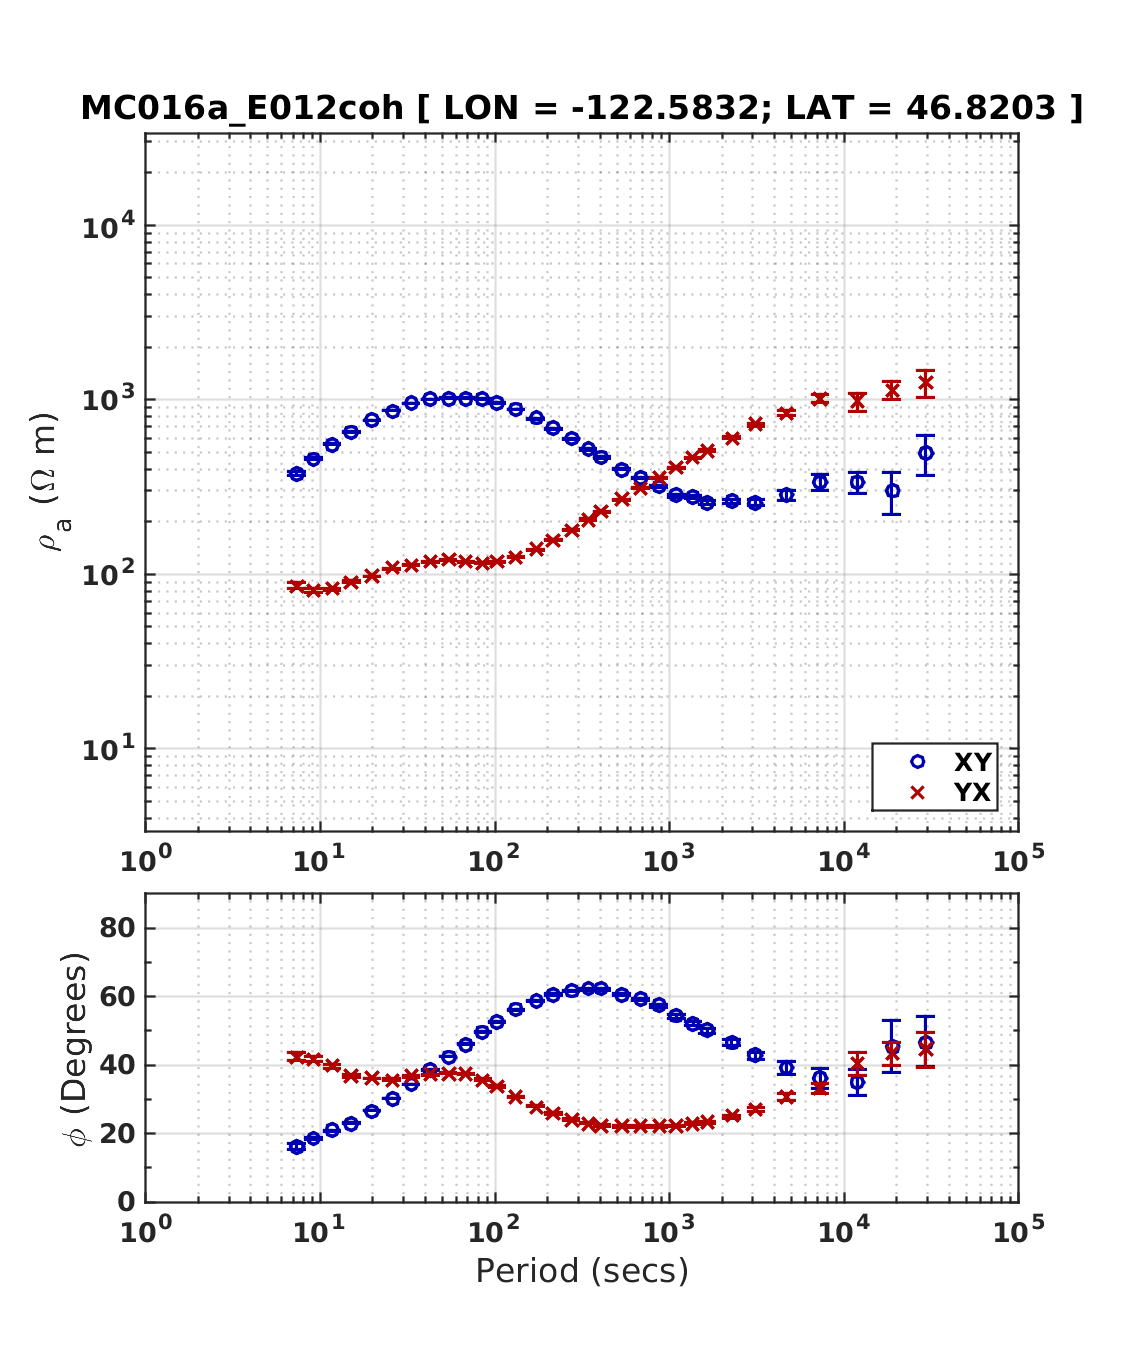 MC016a_E012coh [ LON = -122.5832; LAT = 46.8203 ]
ρ a (Ω m)
10^4
10^3
10^2
10^1
XY
YX
10^0 10^1 10^2 10^3 10^4 10^5
ϕ (Degrees)
80
60
40
20
0
10^0 10^1 10^2 10^3 10^4 10^5
Period (secs)